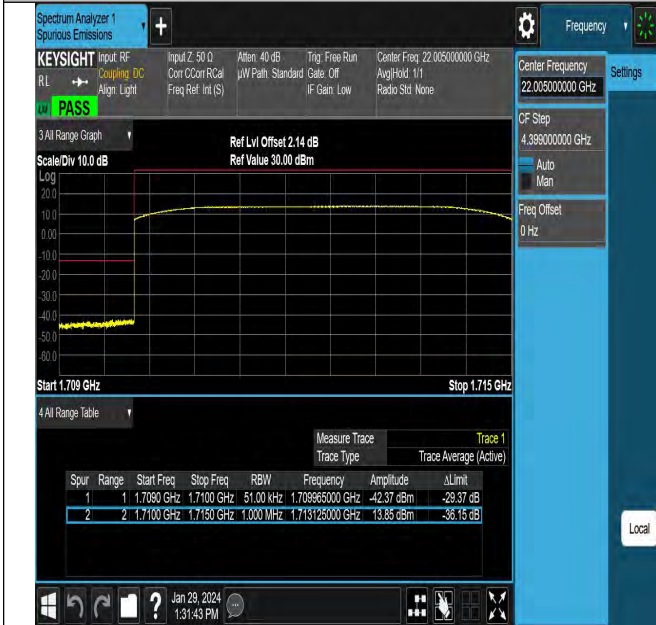 Spectrum Analyzer 1
Spurious Emissions
Frequency
KEYSIGHT Input: RF Input Z: 50 Ω Atten: 40 dB Trig: Free Run Center Freq: 22.005000000 GHz
RL Coupling: DC Corr CCorr RCal µW Path: Standard Gate: Off Avg|Hold: 1/1
Align: Light Freq Ref: Int (S) IF Gain: Low Radio Std: None
PASS
Center Frequency
22.005000000 GHz
Settings
CF Step
4.399000000 GHz
Auto
Man
Freq Offset
0 Hz
3 All Range Graph
Ref Lvl Offset 2.14 dB
Scale/Div 10.0 dB Ref Value 30.00 dBm
Log
20.0
10.0
0.00
-10.0
-20.0
-30.0
-40.0
-50.0
-60.0
Start 1.709 GHz Stop 1.715 GHz
4 All Range Table
Measure Trace Trace 1
Trace Type Trace Average (Active)
Spur Range Start Freq Stop Freq RBW Frequency Amplitude ΔLimit
1 1 1.7090 GHz 1.7100 GHz 51.00 kHz 1.709965000 GHz -42.37 dBm -29.37 dB
2 2 1.7100 GHz 1.7150 GHz 1.000 MHz 1.713125000 GHz 13.85 dBm -36.15 dB
Local
Jan 29, 2024
1:31:43 PM